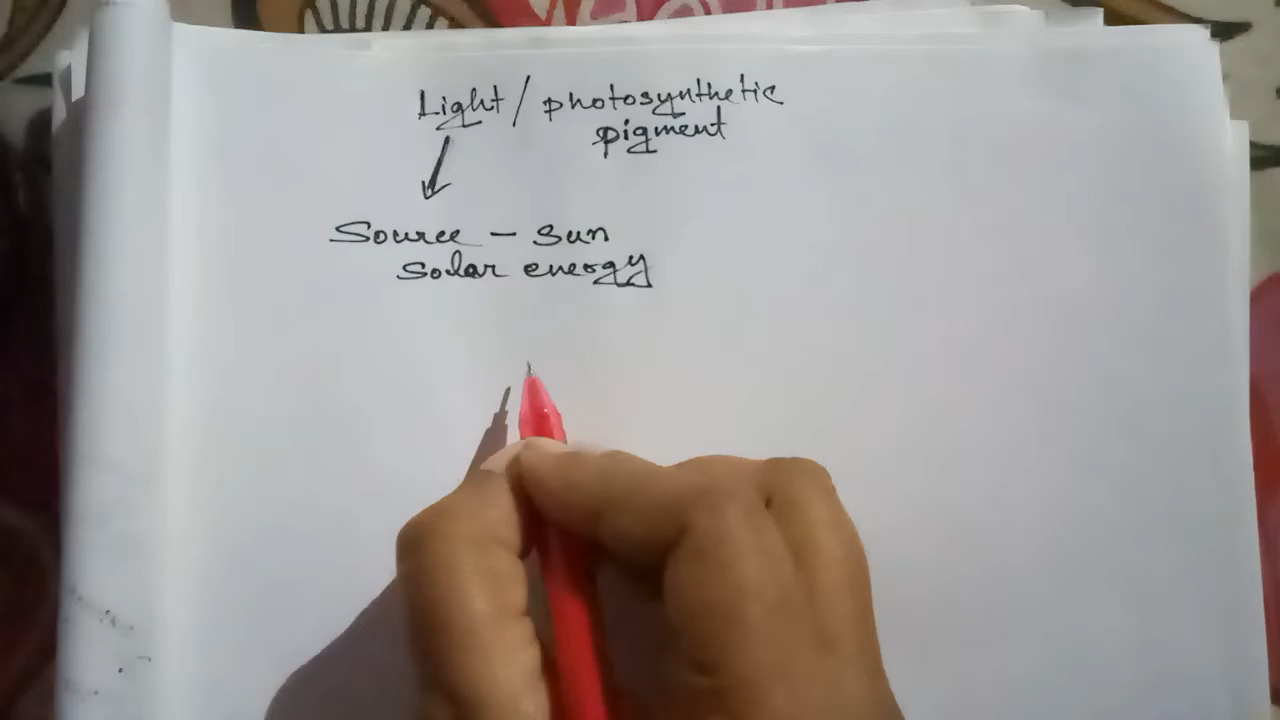 Light / photosynthetic
pigment
Source - Sun
Solar energy